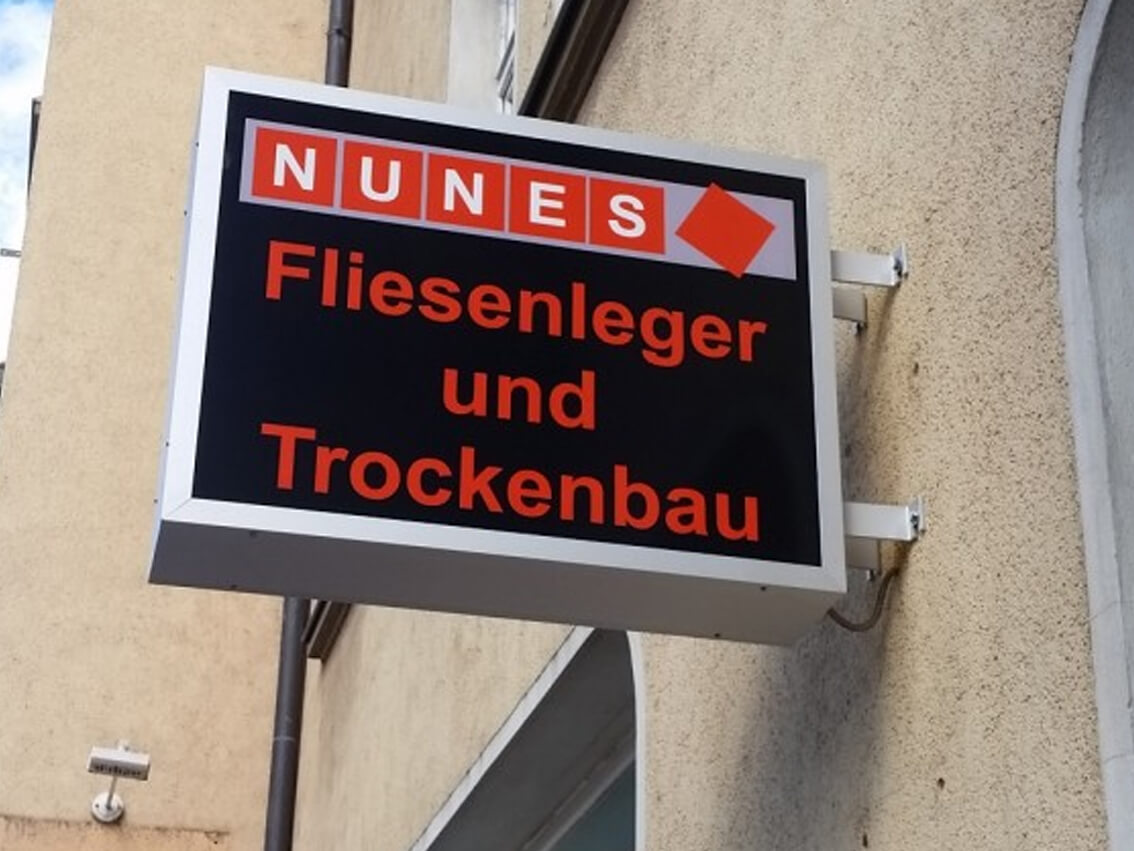 NUNES
Fliesenleger
und
Trockenbau